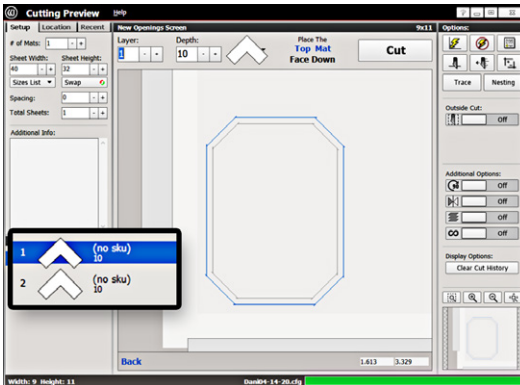 Cutting Preview
Help
Setup Location Recent
New Openings Screen 9x11
Options:
# of Mats: 1
Layer: 1
Depth: 10
Place The
Top Mat
Face Down
Cut
Sheet Width: Sheet Height:
40 32
Sizes List Swap
Spacing: 0
Total Sheets: 1
Additional Info:
Trace Nesting
Outside Cut:
Off
Additional Options:
Off
Off
Off
Off
Display Options:
Clear Cut History
1 (no sku)
10
2 (no sku)
10
Back
1.613 3.329
Width: 9 Height: 11
Dani04-14-20.cfg